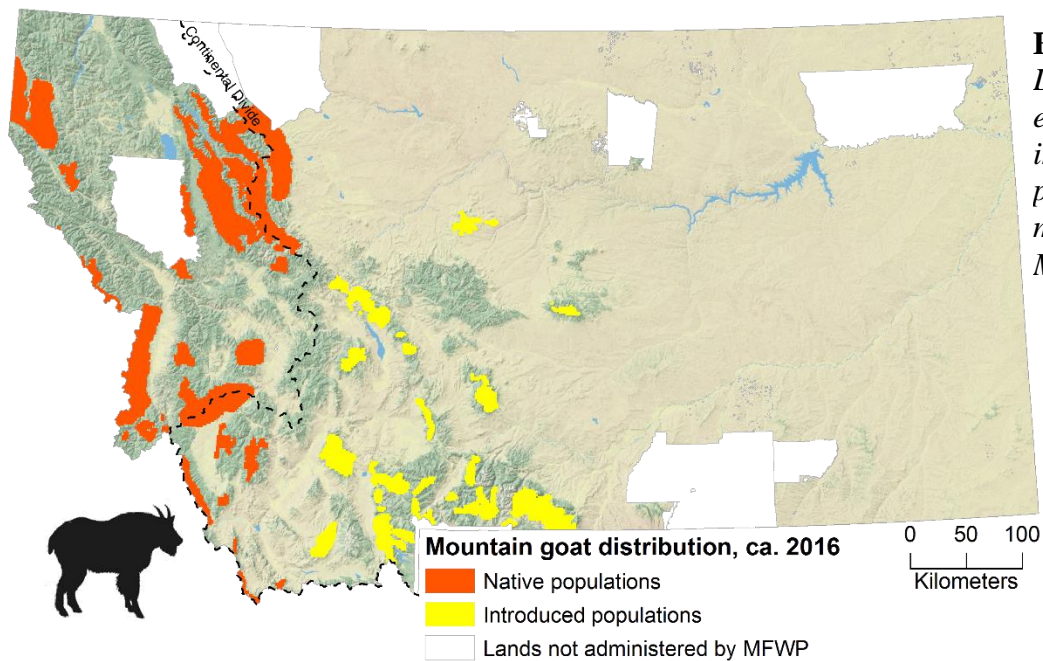 Continental Divide
Mountain goat distribution, ca. 2016
Native populations
Introduced populations
Lands not administered by MFWP
0 50 100
Kilometers